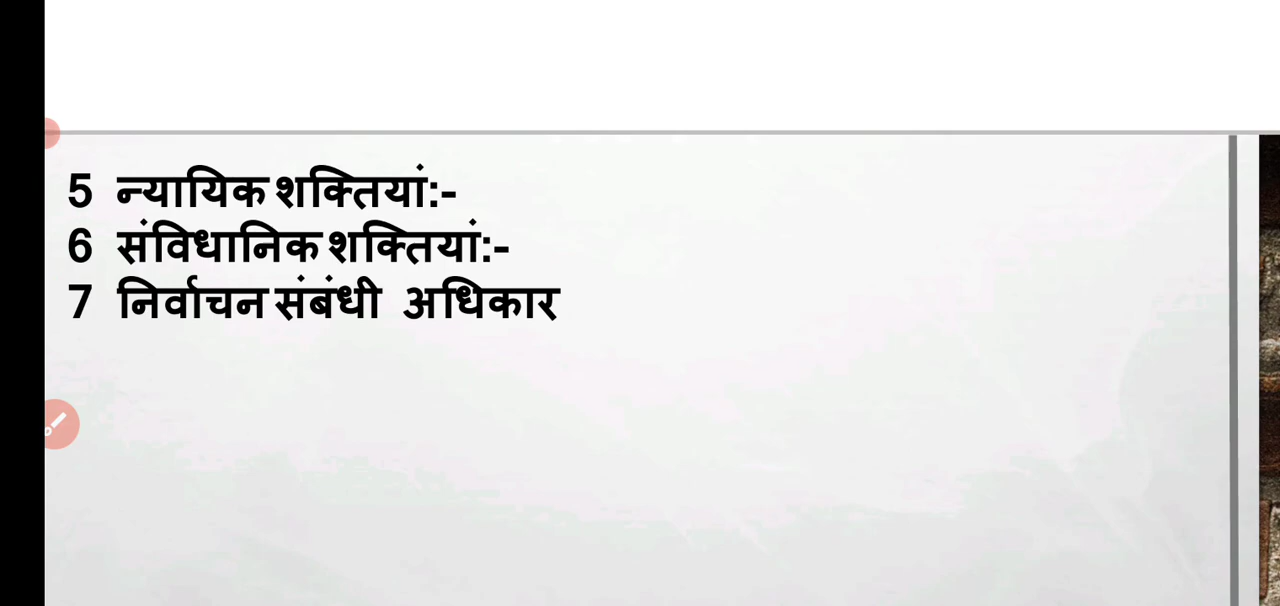 5 न्यायिक शक्तियां:-
6 संविधानिक शक्तियां:-
7 निर्वाचन संबंधी अधिकार